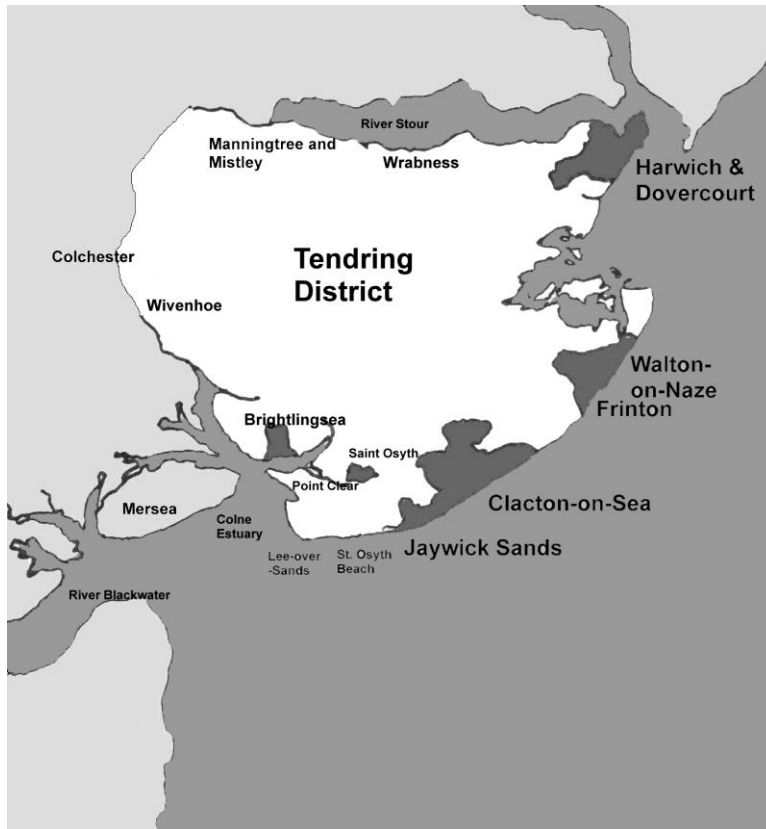 River Stour
Manningtree and
Mistley
Wrabness
Harwich &
Dovercourt
Colchester
Tendring
District
Wivenhoe
Walton-
on-Naze
Frinton
Brightlingsea
Saint Osyth
Point Clear
Mersea
Clacton-on-Sea
Colne
Estuary
Jaywick Sands
Lee-over
-Sands
St. Osyth
Beach
River Blackwater